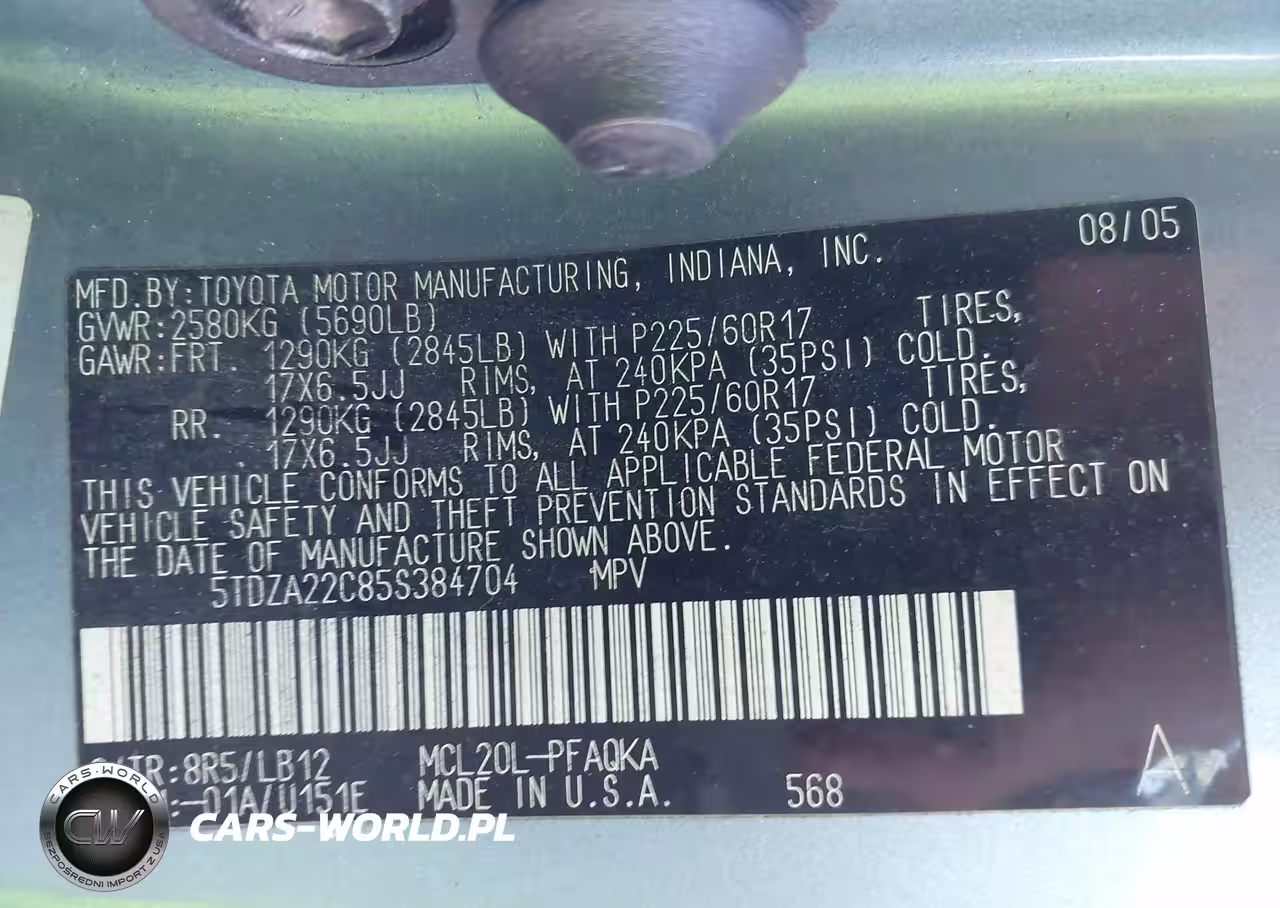 08/05
MFD.BY:TOYOTA MOTOR MANUFACTURING, INDIANA, INC.
GVWR:2580KG (5690LB)
GAWR:FRT. 1290KG (2845LB) WITH P225/60R17 TIRES,
17X6.5JJ RIMS, AT 240KPA (35PSI) COLD.
RR. 1290KG (2845LB) WITH P225/60R17 TIRES,
17X6.5JJ RIMS, AT 240KPA (35PSI) COLD.
THIS VEHICLE CONFORMS TO ALL APPLICABLE FEDERAL MOTOR
VEHICLE SAFETY AND THEFT PREVENTION STANDARDS IN EFFECT ON
THE DATE OF MANUFACTURE SHOWN ABOVE.
5TDZA22C85S384704 MPV
/TR:8R5/LB12 MCL20L-PFAQKA
:-01A/U151E MADE IN U.S.A. 568 A
CARS-WORLD
CW
BEZPOŚREDNI IMPORT Z USA
CARS-WORLD.PL